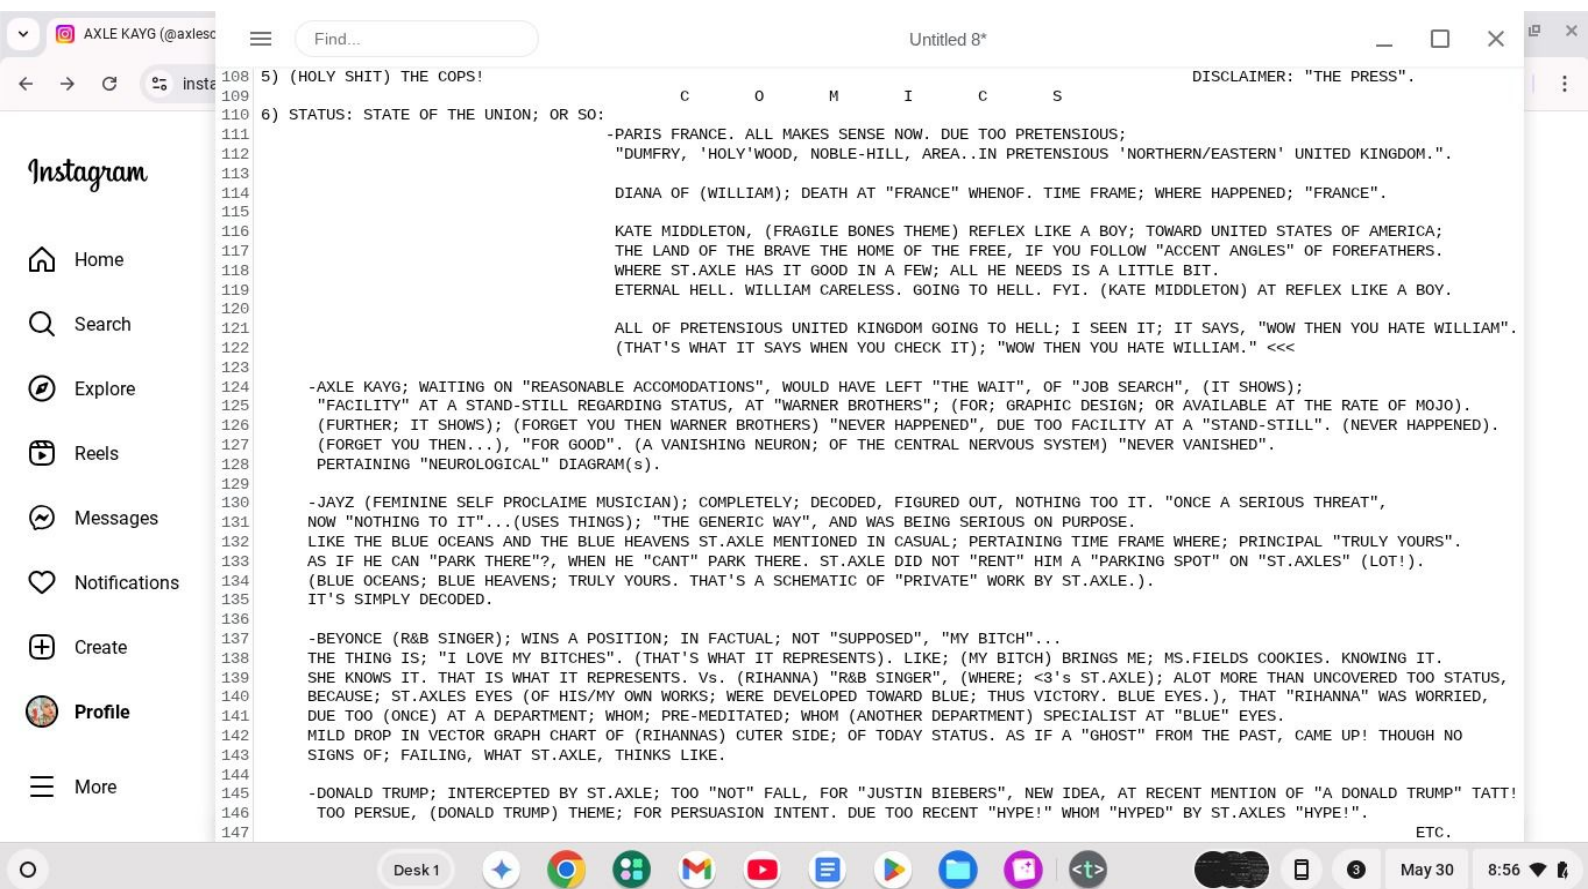 AXLE KAYG (@axlesc
Find...
Untitled 8*
insta
Instagram
Home
Search
Explore
Reels
Messages
Notifications
Create
Profile
More
108 5) (HOLY SHIT) THE COPS! DISCLAIMER: "THE PRESS".
109 C O M I C S
110 6) STATUS: STATE OF THE UNION; OR SO:
111 -PARIS FRANCE. ALL MAKES SENSE NOW. DUE TOO PRETENSIOUS;
112 "DUMFRY, 'HOLY'WOOD, NOBLE-HILL, AREA..IN PRETENSIOUS 'NORTHERN/EASTERN' UNITED KINGDOM.".
113
114 DIANA OF (WILLIAM); DEATH AT "FRANCE" WHENOF. TIME FRAME; WHERE HAPPENED; "FRANCE".
115
116 KATE MIDDLETON, (FRAGILE BONES THEME) REFLEX LIKE A BOY; TOWARD UNITED STATES OF AMERICA;
117 THE LAND OF THE BRAVE THE HOME OF THE FREE, IF YOU FOLLOW "ACCENT ANGLES" OF FOREFATHERS.
118 WHERE ST.AXLE HAS IT GOOD IN A FEW; ALL HE NEEDS IS A LITTLE BIT.
119 ETERNAL HELL. WILLIAM CARELESS. GOING TO HELL. FYI. (KATE MIDDLETON) AT REFLEX LIKE A BOY.
120
121 ALL OF PRETENSIOUS UNITED KINGDOM GOING TO HELL; I SEEN IT; IT SAYS, "WOW THEN YOU HATE WILLIAM".
122 (THAT'S WHAT IT SAYS WHEN YOU CHECK IT); "WOW THEN YOU HATE WILLIAM." <<<
123
124 -AXLE KAYG; WAITING ON "REASONABLE ACCOMODATIONS", WOULD HAVE LEFT "THE WAIT", OF "JOB SEARCH", (IT SHOWS);
125 "FACILITY" AT A STAND-STILL REGARDING STATUS, AT "WARNER BROTHERS"; (FOR; GRAPHIC DESIGN; OR AVAILABLE AT THE RATE OF MOJO).
126 (FURTHER; IT SHOWS); (FORGET YOU THEN WARNER BROTHERS) "NEVER HAPPENED", DUE TOO FACILITY AT A "STAND-STILL". (NEVER HAPPENED).
127 (FORGET YOU THEN...), "FOR GOOD". (A VANISHING NEURON; OF THE CENTRAL NERVOUS SYSTEM) "NEVER VANISHED".
128 PERTAINING "NEUROLOGICAL" DIAGRAM(s).
129
130 -JAYZ (FEMININE SELF PROCLAIME MUSICIAN); COMPLETELY; DECODED, FIGURED OUT, NOTHING TOO IT. "ONCE A SERIOUS THREAT",
131 NOW "NOTHING TO IT"...(USES THINGS); "THE GENERIC WAY", AND WAS BEING SERIOUS ON PURPOSE.
132 LIKE THE BLUE OCEANS AND THE BLUE HEAVENS ST.AXLE MENTIONED IN CASUAL; PERTAINING TIME FRAME WHERE; PRINCIPAL "TRULY YOURS".
133 AS IF HE CAN "PARK THERE"?, WHEN HE "CANT" PARK THERE. ST.AXLE DID NOT "RENT" HIM A "PARKING SPOT" ON "ST.AXLES" (LOT!).
134 (BLUE OCEANS; BLUE HEAVENS; TRULY YOURS. THAT'S A SCHEMATIC OF "PRIVATE" WORK BY ST.AXLE.).
135 IT'S SIMPLY DECODED.
136
137 -BEYONCE (R&B SINGER); WINS A POSITION; IN FACTUAL; NOT "SUPPOSED", "MY BITCH"...
138 THE THING IS; "I LOVE MY BITCHES". (THAT'S WHAT IT REPRESENTS). LIKE; (MY BITCH) BRINGS ME; MS.FIELDS COOKIES. KNOWING IT.
139 SHE KNOWS IT. THAT IS WHAT IT REPRESENTS. Vs. (RIHANNA) "R&B SINGER", (WHERE; <3's ST.AXLE); ALOT MORE THAN UNCOVERED TOO STATUS,
140 BECAUSE; ST.AXLES EYES (OF HIS/MY OWN WORKS; WERE DEVELOPED TOWARD BLUE; THUS VICTORY. BLUE EYES.), THAT "RIHANNA" WAS WORRIED,
141 DUE TOO (ONCE) AT A DEPARTMENT; WHOM; PRE-MEDITATED; WHOM (ANOTHER DEPARTMENT) SPECIALIST AT "BLUE" EYES.
142 MILD DROP IN VECTOR GRAPH CHART OF (RIHANNAS) CUTER SIDE; OF TODAY STATUS. AS IF A "GHOST" FROM THE PAST, CAME UP! THOUGH NO
143 SIGNS OF; FAILING, WHAT ST.AXLE, THINKS LIKE.
144
145 -DONALD TRUMP; INTERCEPTED BY ST.AXLE; TOO "NOT" FALL, FOR "JUSTIN BIEBERS", NEW IDEA, AT RECENT MENTION OF "A DONALD TRUMP" TATT!
146 TOO PERSUE, (DONALD TRUMP) THEME; FOR PERSUASION INTENT. DUE TOO RECENT "HYPE!" WHOM "HYPED" BY ST.AXLES "HYPE!".
147 ETC.
Desk 1
<t>
3
May 30
8:56